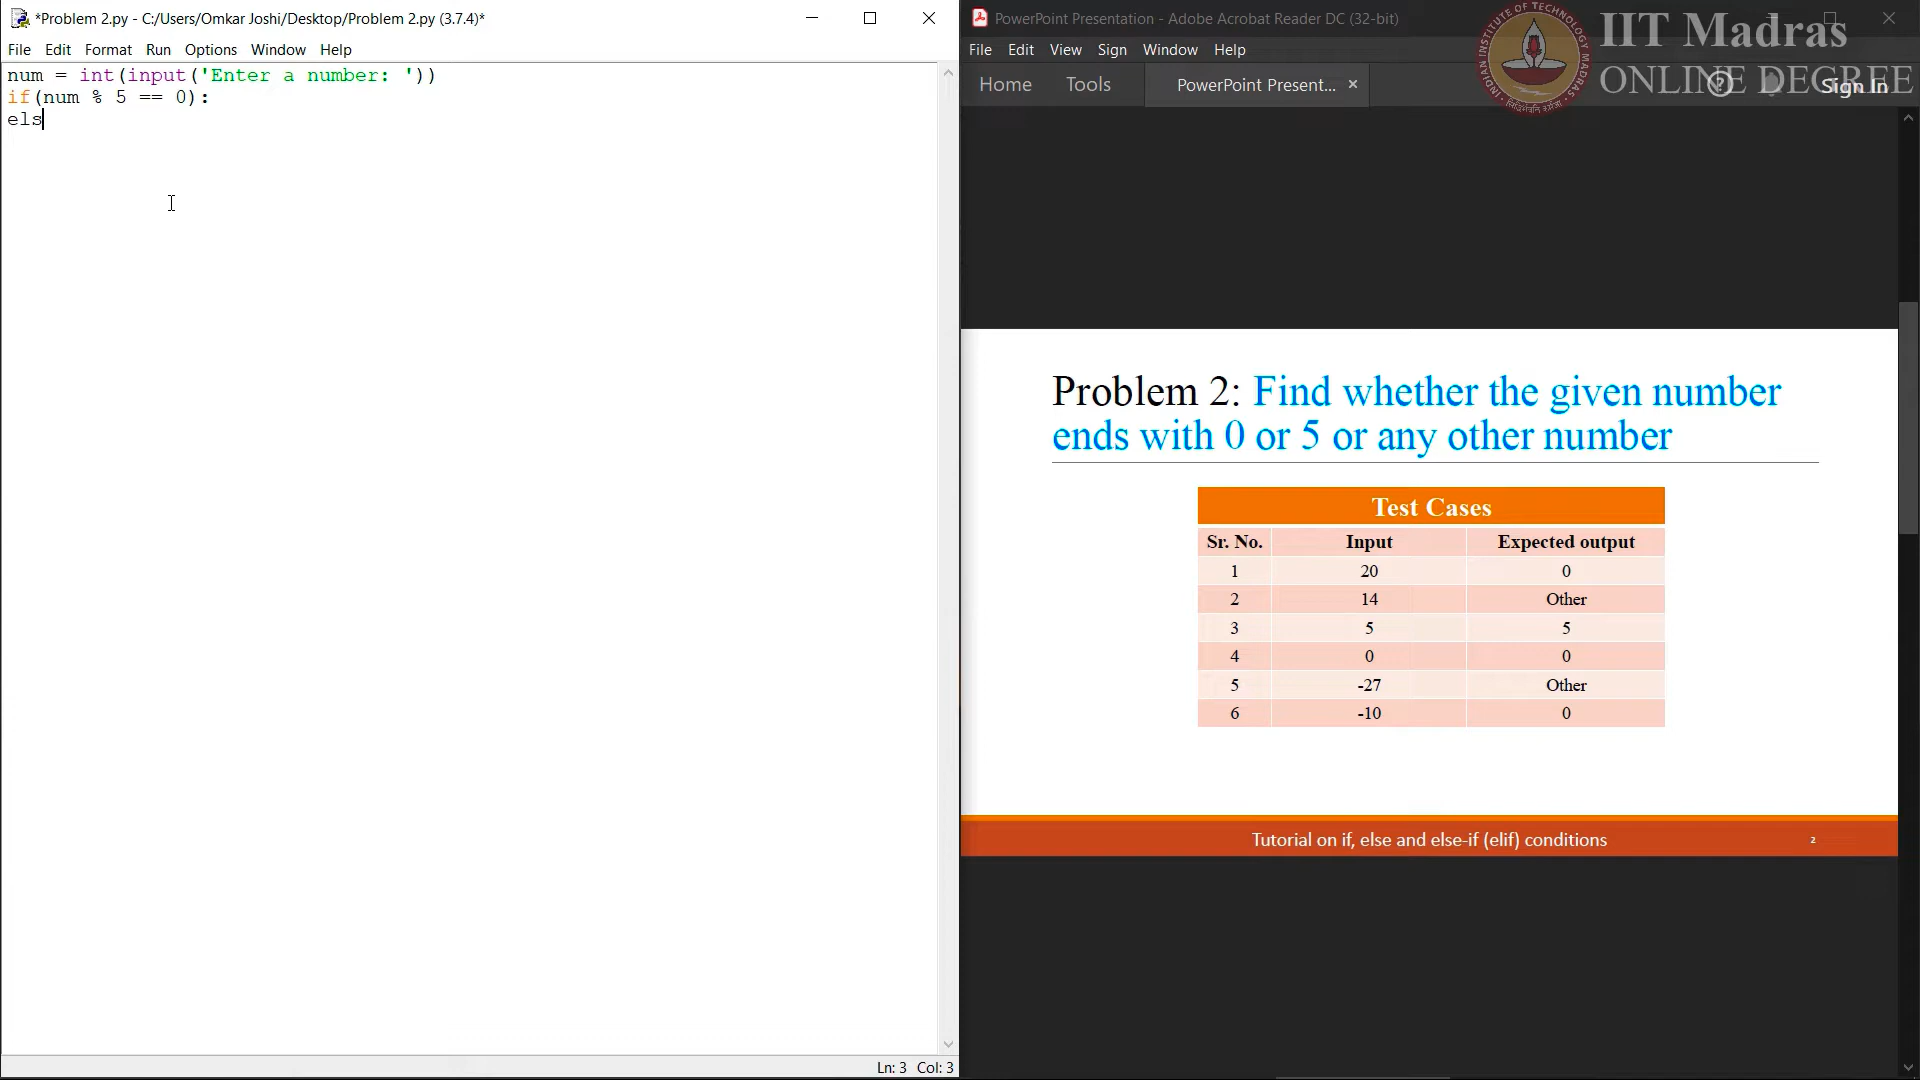 *Problem 2.py - C:/Users/Omkar Joshi/Desktop/Problem 2.py (3.7.4)*
File Edit Format Run Options Window Help
num = int(input('Enter a number: '))
if(num % 5 == 0):
els
Ln: 3 Col: 3
PowerPoint Presentation - Adobe Acrobat Reader DC (32-bit)
File Edit View Sign Window Help
Home Tools PowerPoint Present... × Sign In
IIT Madras
ONLINE DEGREE
Problem 2: Find whether the given number
ends with 0 or 5 or any other number
Test Cases
Sr. No. Input Expected output
1 20 0
2 14 Other
3 5 5
4 0 0
5 -27 Other
6 -10 0
Tutorial on if, else and else-if (elif) conditions
2